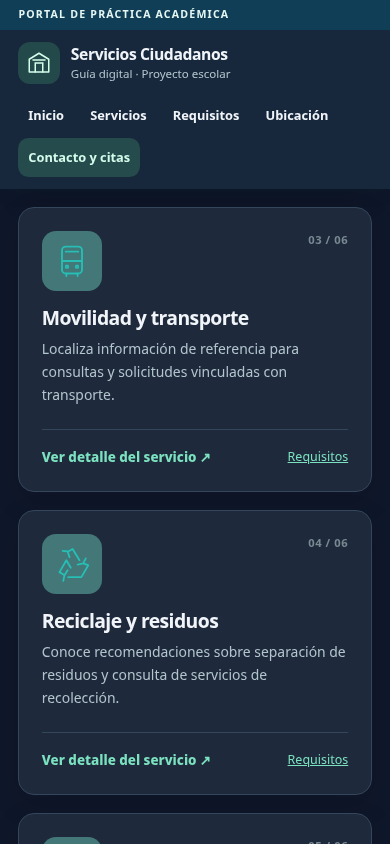 PORTAL DE PRÁCTICA ACADÉMICA
Servicios Ciudadanos
Guía digital · Proyecto escolar
Inicio Servicios Requisitos Ubicación
Contacto y citas
03 / 06
Movilidad y transporte
Localiza información de referencia para
consultas y solicitudes vinculadas con
transporte.
Ver detalle del servicio ↗ Requisitos
04 / 06
Reciclaje y residuos
Conoce recomendaciones sobre separación de
residuos y consulta de servicios de
recolección.
Ver detalle del servicio ↗ Requisitos